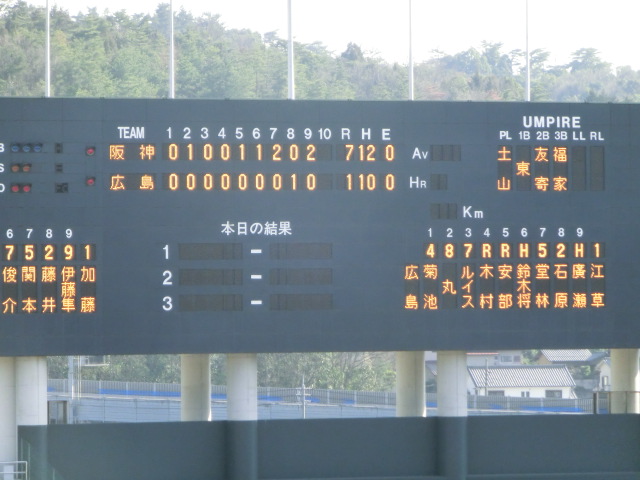 UMPIRE
TEAM 1 2 3 4 5 6 7 8 9 10 R H E PL 1B 2B 3B LL RL
B 阪神 0 1 0 0 1 1 2 0 2 7 12 0 Av 土山 東 友寄 福家
S
O 広島 0 0 0 0 0 0 0 1 0 1 10 0 HR
Km
本日の結果
6 7 8 9 1 2 3 4 5 6 7 8 9
7 5 2 9 1 1 - 4 8 7 R R H 5 2 H 1
俊介 関本 藤井 伊藤隼 加藤 2 - 広島 菊池 丸 ルイス 木村 安部 鈴木将 堂林 石原 廣瀬 江草
3 -